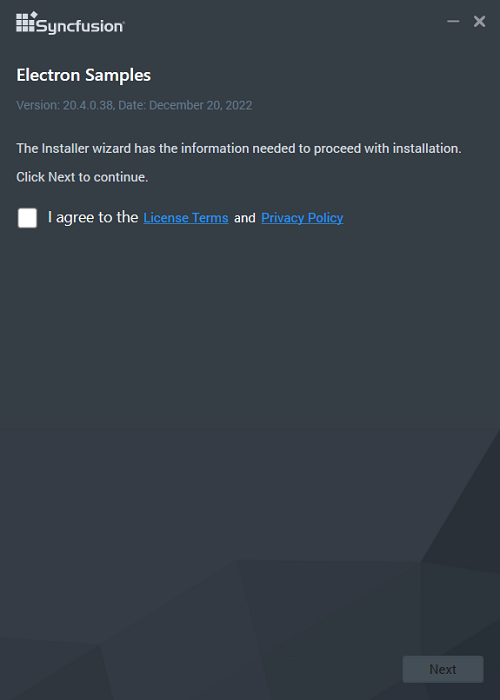 Syncfusion
Electron Samples
Version: 20.4.0.38, Date: December 20, 2022
The Installer wizard has the information needed to proceed with installation.
Click Next to continue.
I agree to the License Terms and Privacy Policy
Next